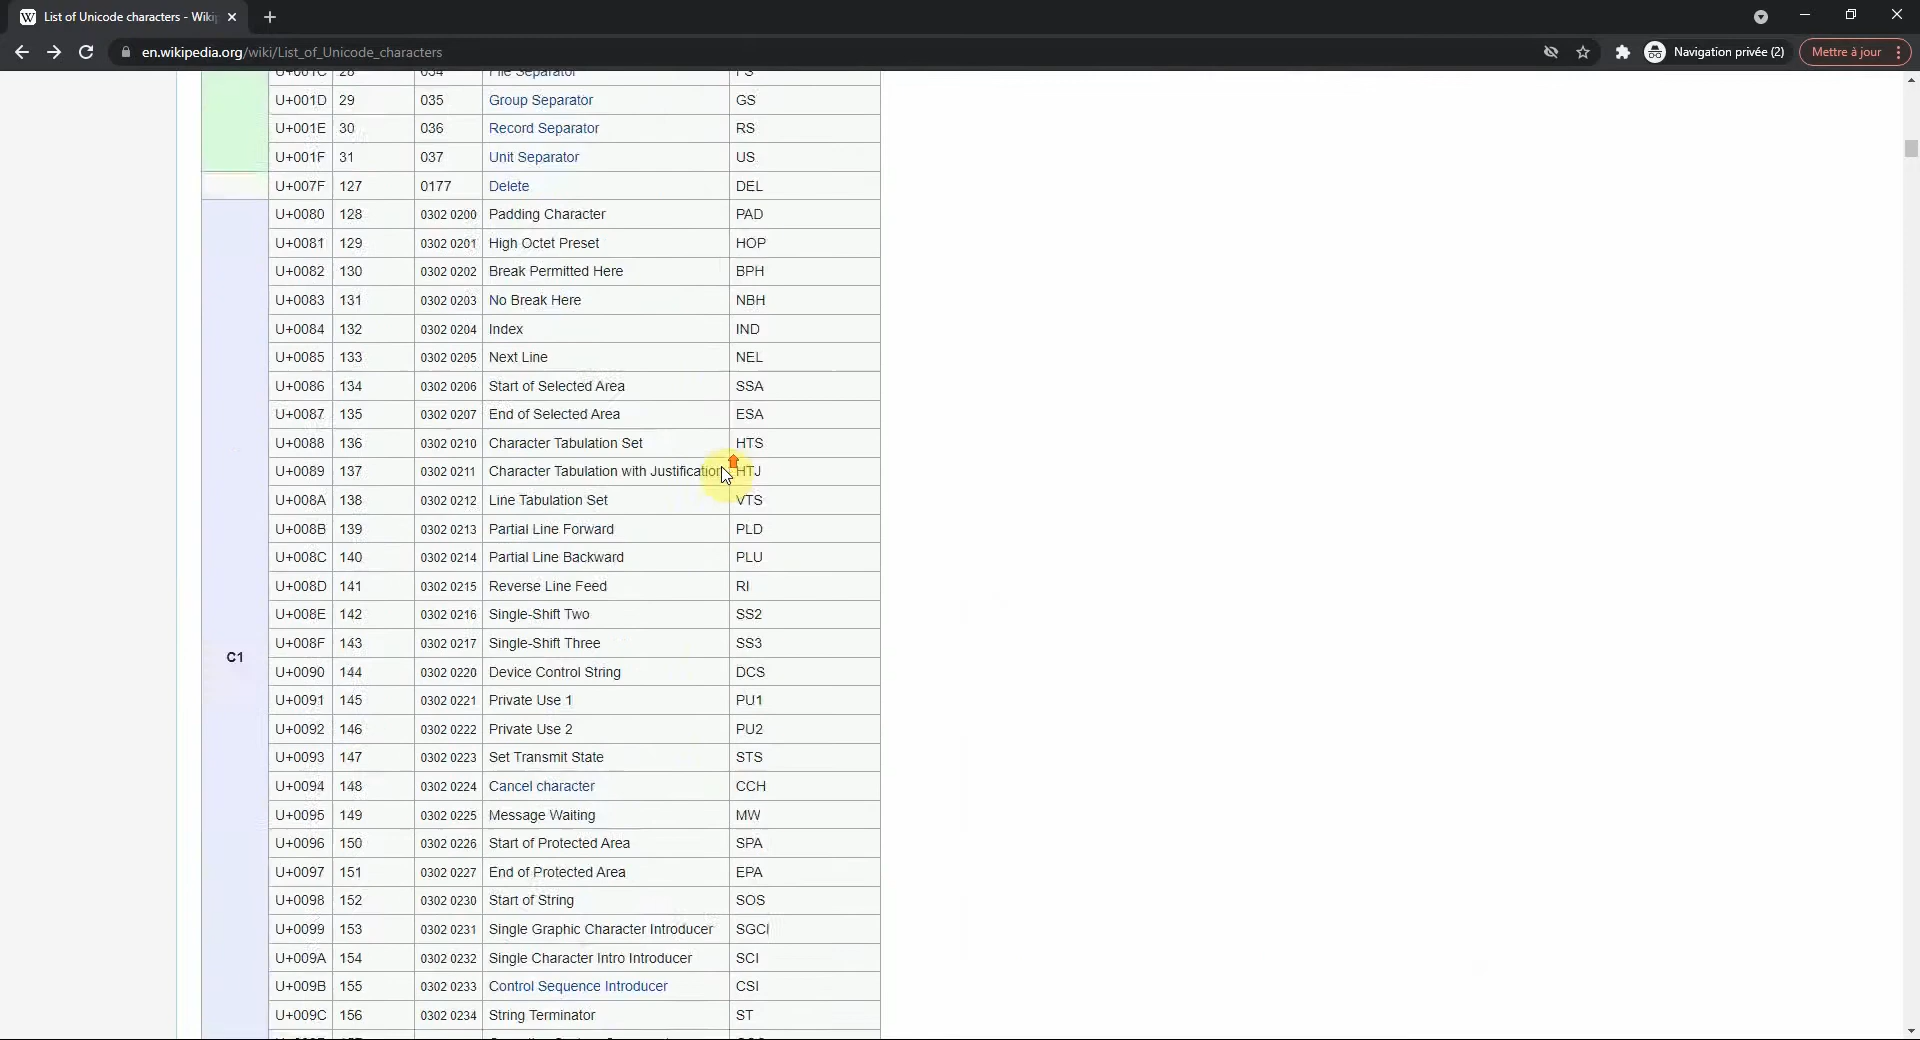 List of Unicode characters - Wiki
en.wikipedia.org/wiki/List_of_Unicode_characters
Navigation privée (2)
Mettre à jour
U+001C 28 034 File Separator FS
U+001D 29 035 Group Separator GS
U+001E 30 036 Record Separator RS
U+001F 31 037 Unit Separator US
U+007F 127 0177 Delete DEL
U+0080 128 0302 0200 Padding Character PAD
U+0081 129 0302 0201 High Octet Preset HOP
U+0082 130 0302 0202 Break Permitted Here BPH
U+0083 131 0302 0203 No Break Here NBH
U+0084 132 0302 0204 Index IND
U+0085 133 0302 0205 Next Line NEL
U+0086 134 0302 0206 Start of Selected Area SSA
U+0087 135 0302 0207 End of Selected Area ESA
U+0088 136 0302 0210 Character Tabulation Set HTS
U+0089 137 0302 0211 Character Tabulation with Justification HTJ
U+008A 138 0302 0212 Line Tabulation Set VTS
U+008B 139 0302 0213 Partial Line Forward PLD
U+008C 140 0302 0214 Partial Line Backward PLU
U+008D 141 0302 0215 Reverse Line Feed RI
U+008E 142 0302 0216 Single-Shift Two SS2
U+008F 143 0302 0217 Single-Shift Three SS3
C1
U+0090 144 0302 0220 Device Control String DCS
U+0091 145 0302 0221 Private Use 1 PU1
U+0092 146 0302 0222 Private Use 2 PU2
U+0093 147 0302 0223 Set Transmit State STS
U+0094 148 0302 0224 Cancel character CCH
U+0095 149 0302 0225 Message Waiting MW
U+0096 150 0302 0226 Start of Protected Area SPA
U+0097 151 0302 0227 End of Protected Area EPA
U+0098 152 0302 0230 Start of String SOS
U+0099 153 0302 0231 Single Graphic Character Introducer SGCI
U+009A 154 0302 0232 Single Character Intro Introducer SCI
U+009B 155 0302 0233 Control Sequence Introducer CSI
U+009C 156 0302 0234 String Terminator ST